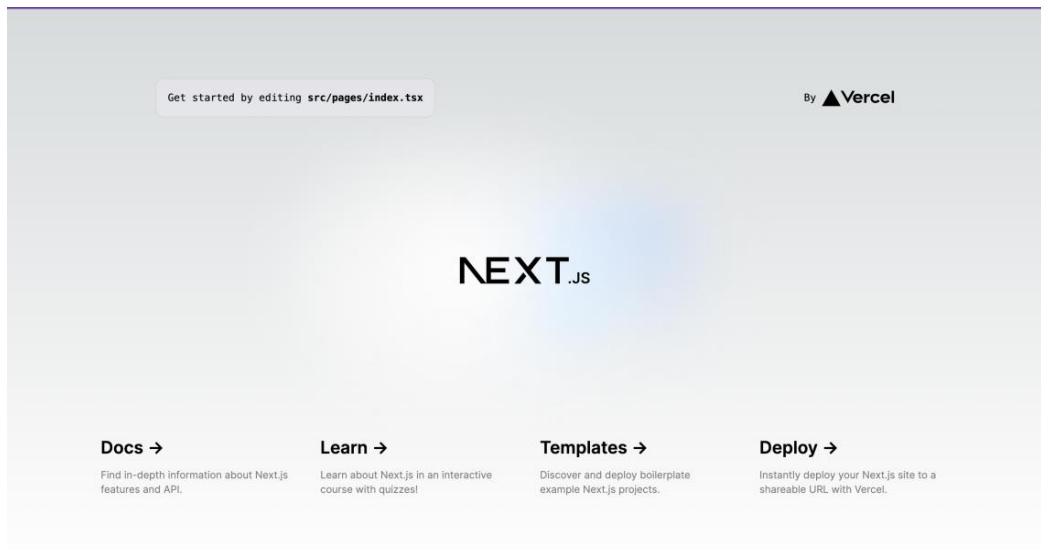 Get started by editing src/pages/index.tsx
By Vercel
NEXT.JS
Docs →
Find in-depth information about Next.js
features and API.
Learn →
Learn about Next.js in an interactive
course with quizzes!
Templates →
Discover and deploy boilerplate
example Next.js projects.
Deploy →
Instantly deploy your Next.js site to a
shareable URL with Vercel.